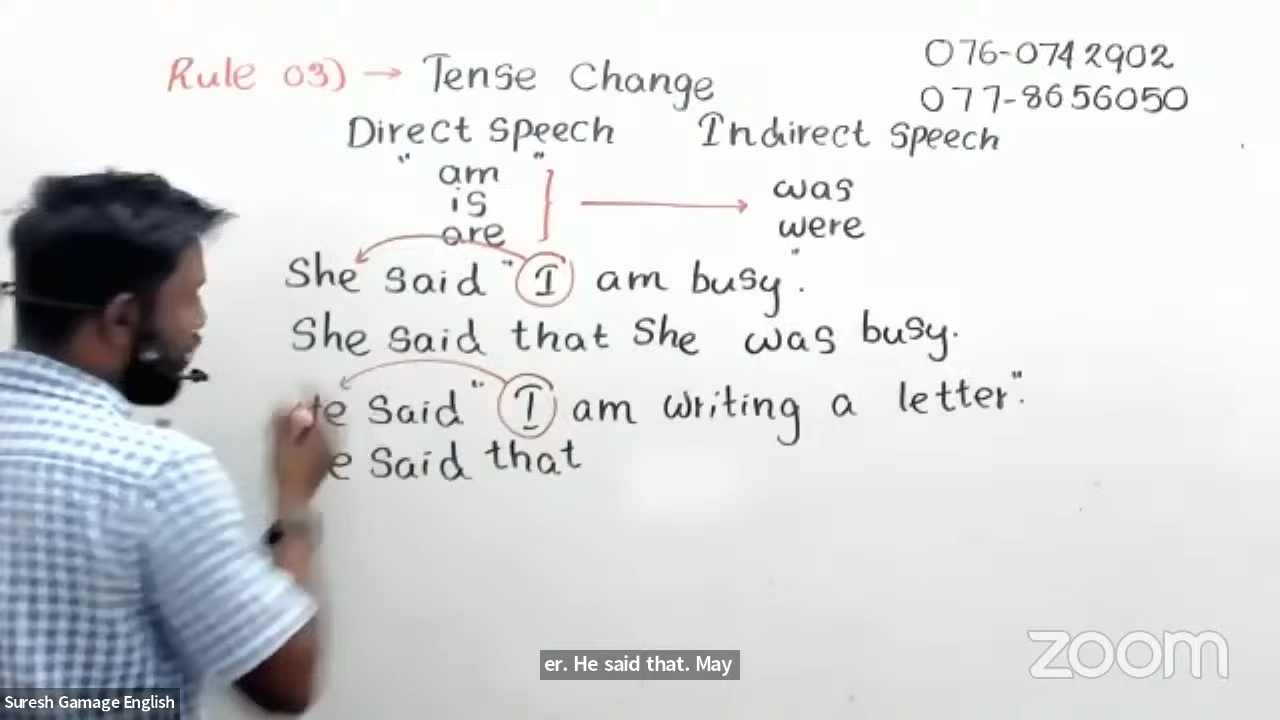 Rule 03) → Tense Change
076-0742902
077-8656050
Direct Speech Indirect Speech
" am "
is
are
was
were
She said " I am busy".
She said that She was busy.
He said " I am writing a letter".
Said that
er. He said that. May
zoom
Suresh Gamage English